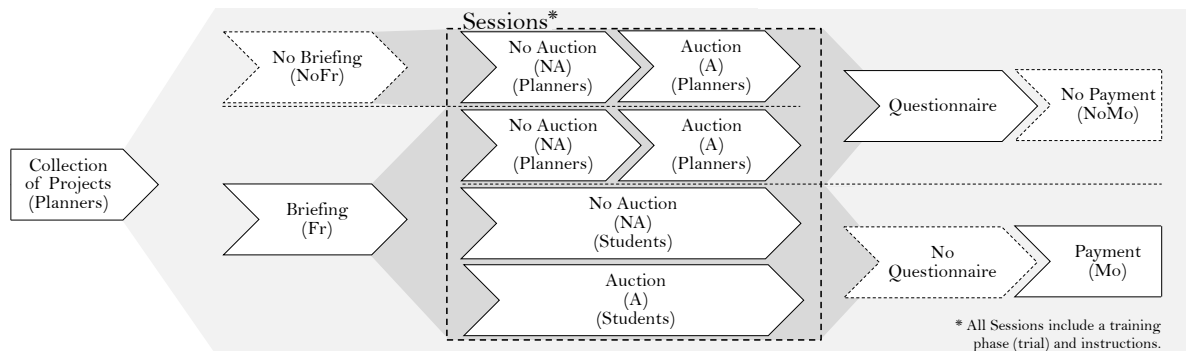 Sessions*
No Briefing
(NoFr)
No Auction
(NA)
(Planners)
Auction
(A)
(Planners)
Questionnaire
No Payment
(NoMo)
Collection
of Projects
(Planners)
No Auction
(NA)
(Planners)
Auction
(A)
(Planners)
Briefing
(Fr)
No Auction
(NA)
(Students)
No
Questionnaire
Payment
(Mo)
Auction
(A)
(Students)
* All Sessions include a training
phase (trial) and instructions.